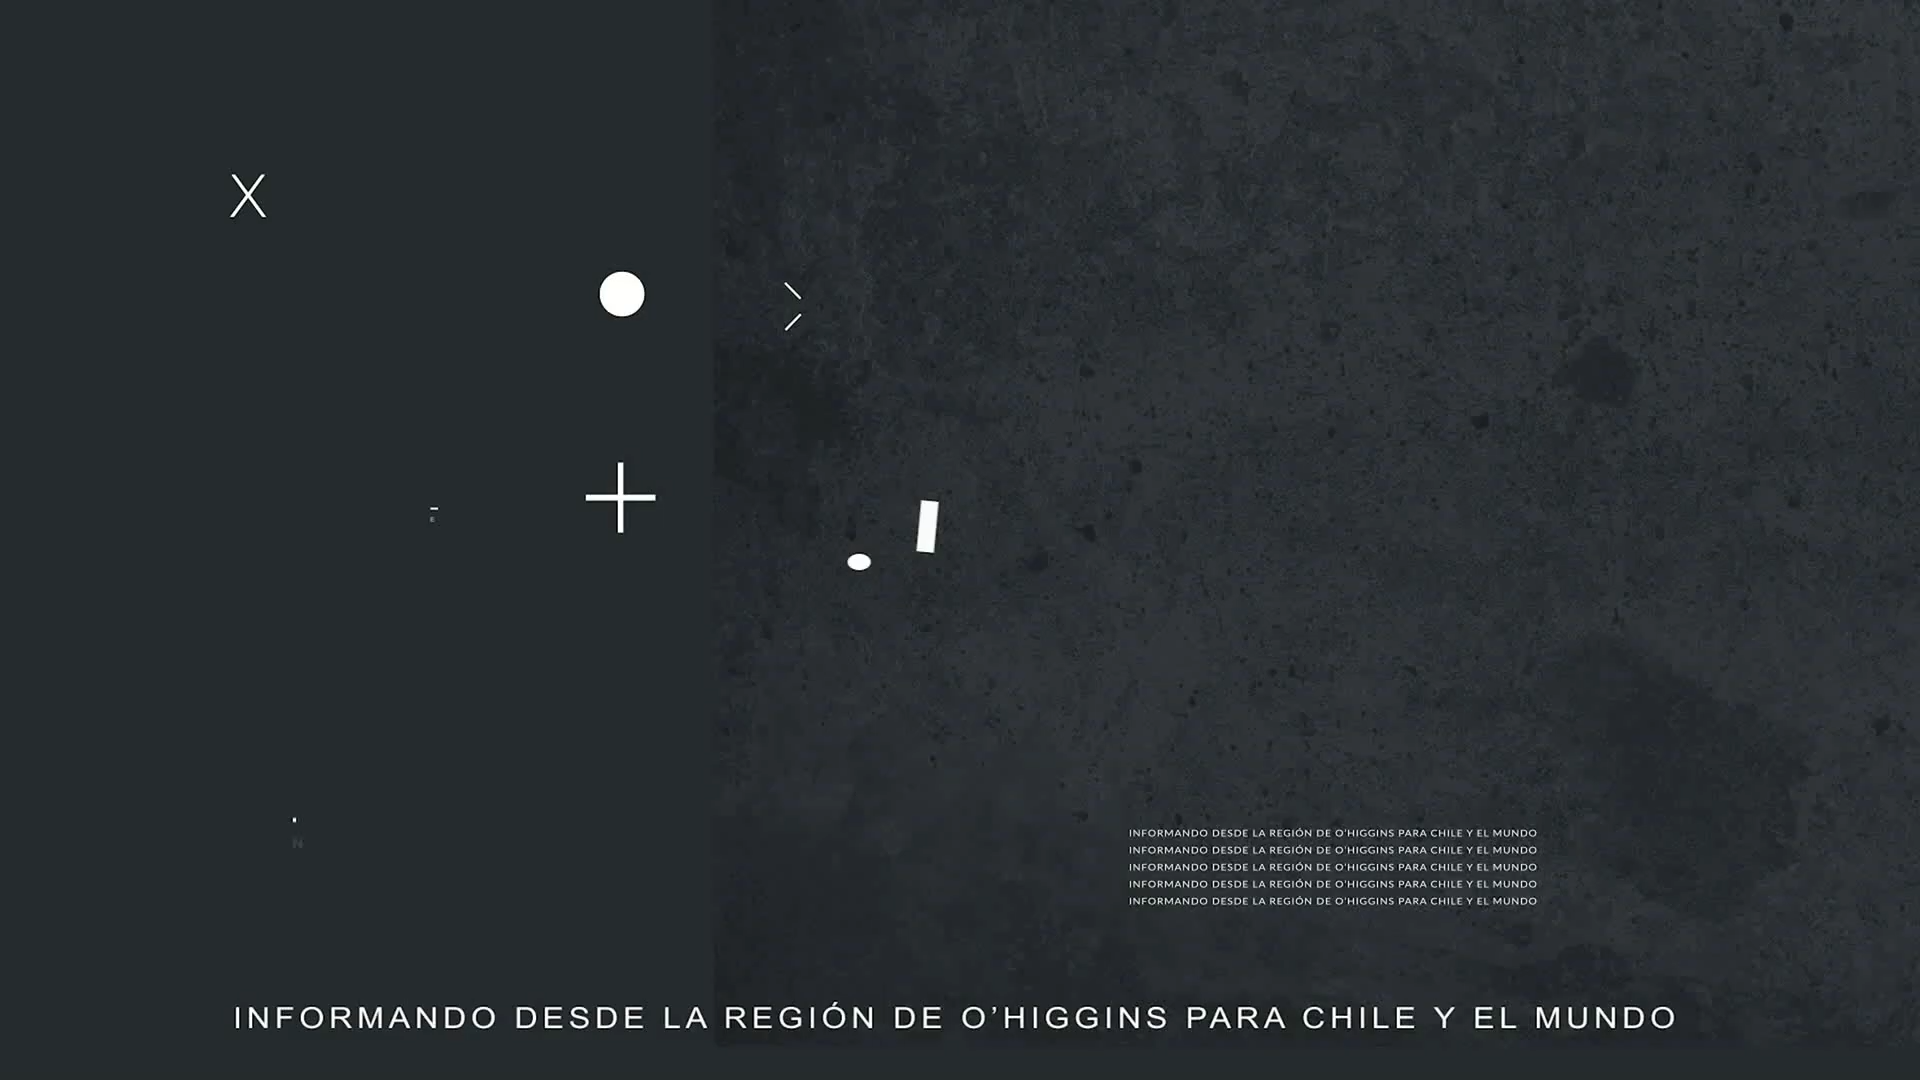 X
E
N
INFORMANDO DESDE LA REGIÓN DE O'HIGGINS PARA CHILE Y EL MUNDO
INFORMANDO DESDE LA REGIÓN DE O'HIGGINS PARA CHILE Y EL MUNDO
INFORMANDO DESDE LA REGIÓN DE O'HIGGINS PARA CHILE Y EL MUNDO
INFORMANDO DESDE LA REGIÓN DE O'HIGGINS PARA CHILE Y EL MUNDO
INFORMANDO DESDE LA REGIÓN DE O'HIGGINS PARA CHILE Y EL MUNDO
INFORMANDO DESDE LA REGIÓN DE O’HIGGINS PARA CHILE Y EL MUNDO